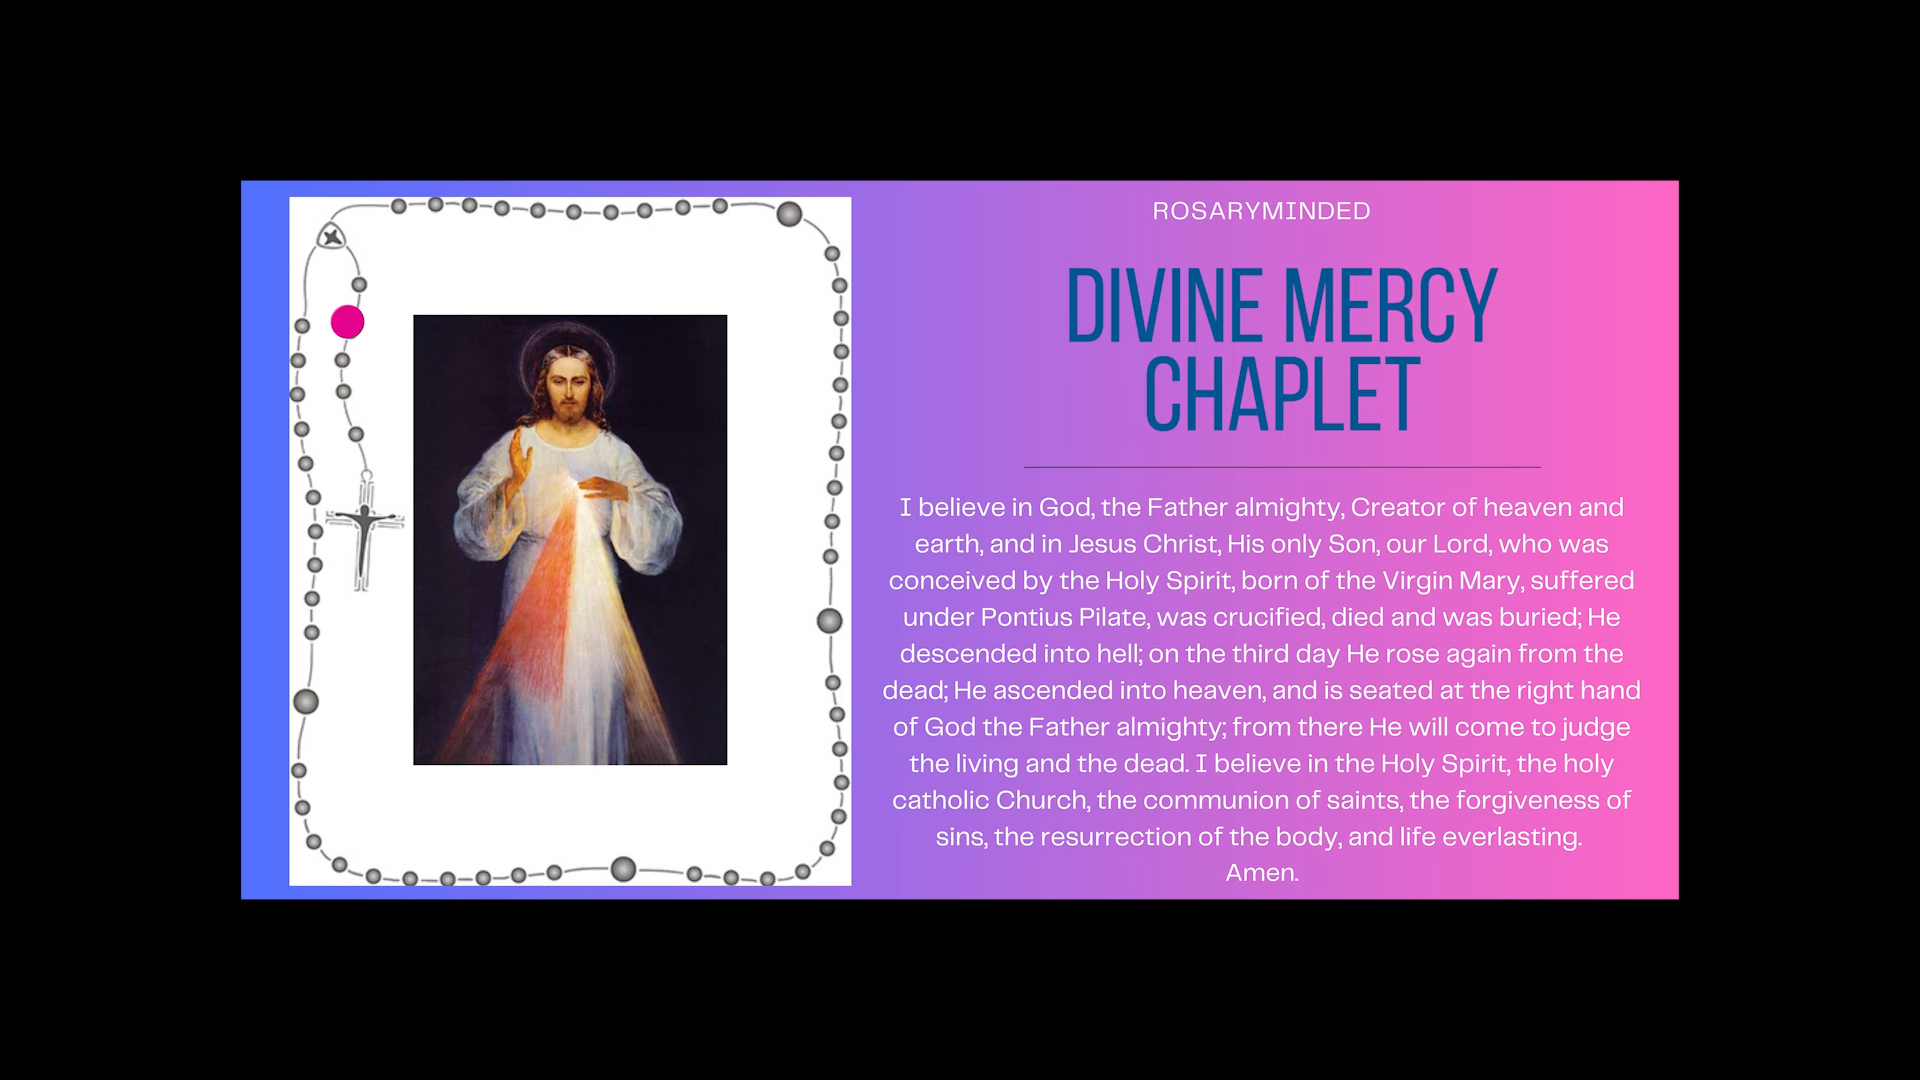 ROSARYMINDED
DIVINE MERCY
CHAPLET
I believe in God, the Father almighty, Creator of heaven and
earth, and in Jesus Christ, His only Son, our Lord, who was
conceived by the Holy Spirit, born of the Virgin Mary, suffered
under Pontius Pilate, was crucified, died and was buried; He
descended into hell; on the third day He rose again from the
dead; He ascended into heaven, and is seated at the right hand
of God the Father almighty; from there He will come to judge
the living and the dead. I believe in the Holy Spirit, the holy
catholic Church, the communion of saints, the forgiveness of
sins, the resurrection of the body, and life everlasting.
Amen.